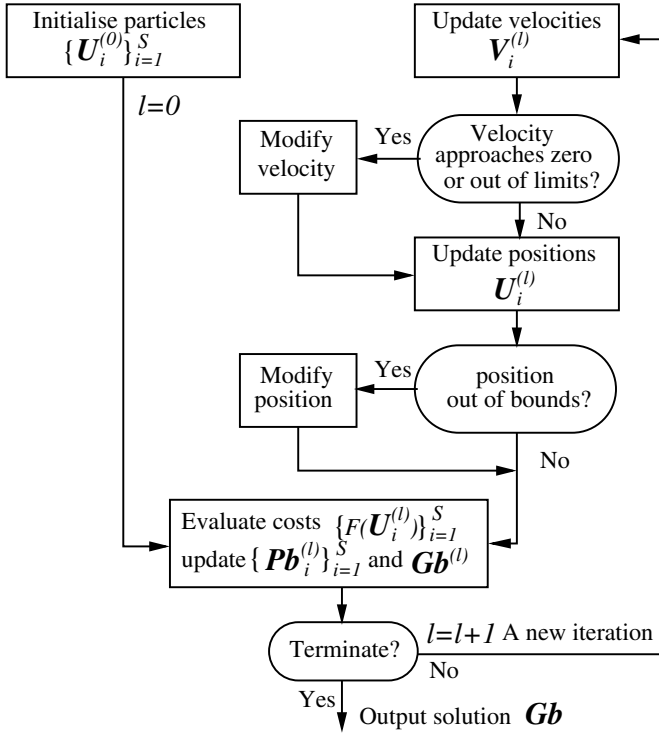 Initialise particles
{U_i^(0)}_{i=1}^S
l=0
Update velocities
V_i^(l)
Velocity
approaches zero
or out of limits?
Yes
Modify
velocity
No
Update positions
U_i^(l)
position
out of bounds?
Yes
Modify
position
No
Evaluate costs {F(U_i^(l))}_{i=1}^S
update {Pb_i^(l)}_{i=1}^S and Gb^(l)
Terminate?
l=l+1 A new iteration
No
Yes
Output solution Gb